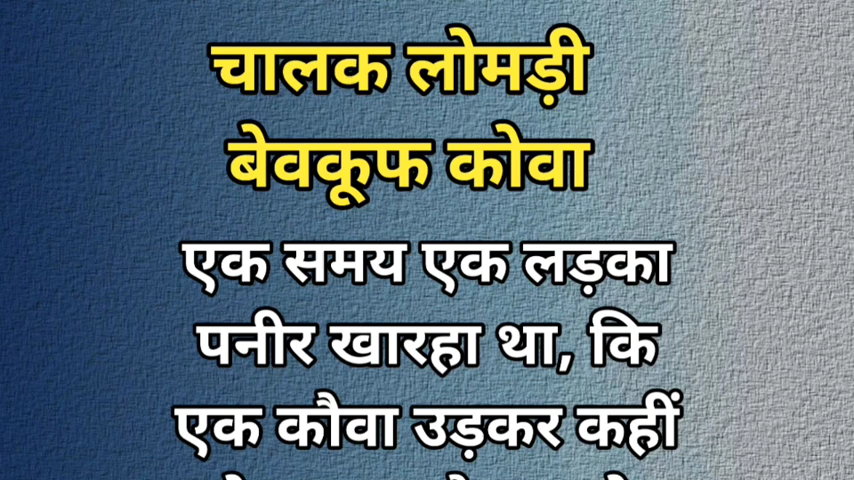 चालक लोमड़ी
बेवकूफ कोवा
एक समय एक लड़का
पनीर खारहा था, कि
एक कौवा उड़कर कहीं